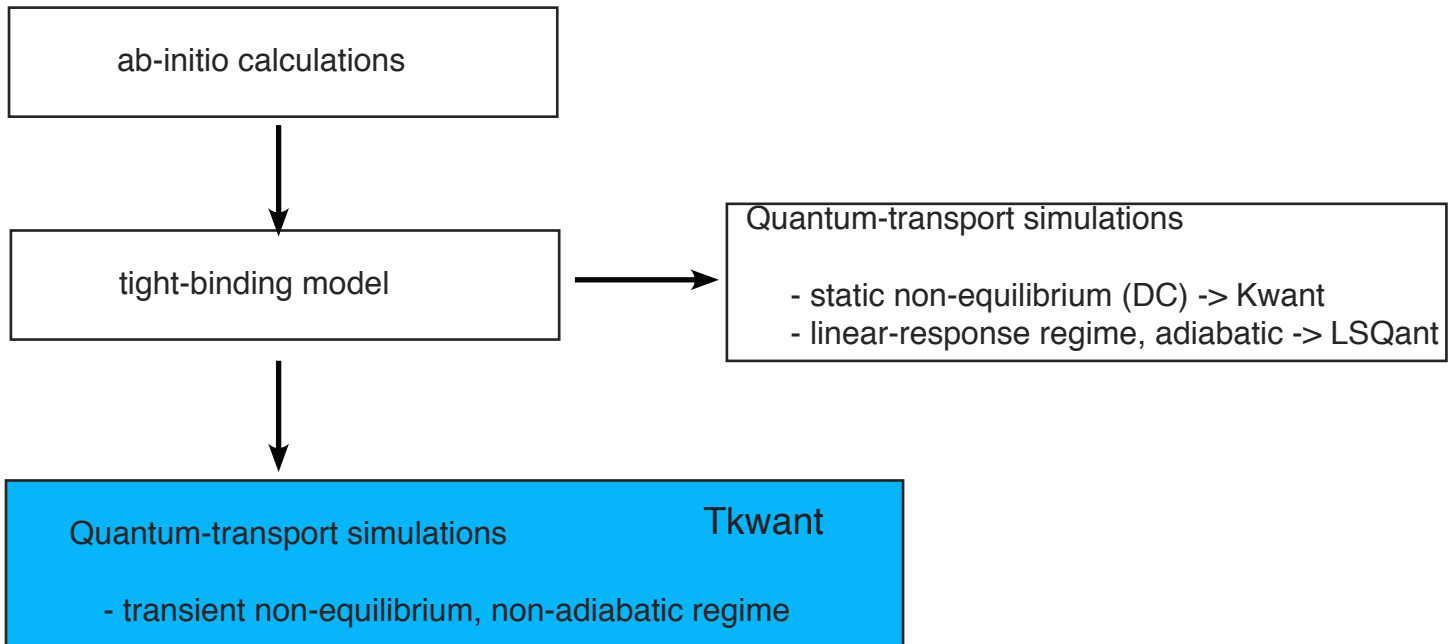 ab-initio calculations
tight-binding model
Quantum-transport simulations
- static non-equilibrium (DC) -> Kwant
- linear-response regime, adiabatic -> LSQant
Quantum-transport simulations
Tkwant
- transient non-equilibrium, non-adiabatic regime